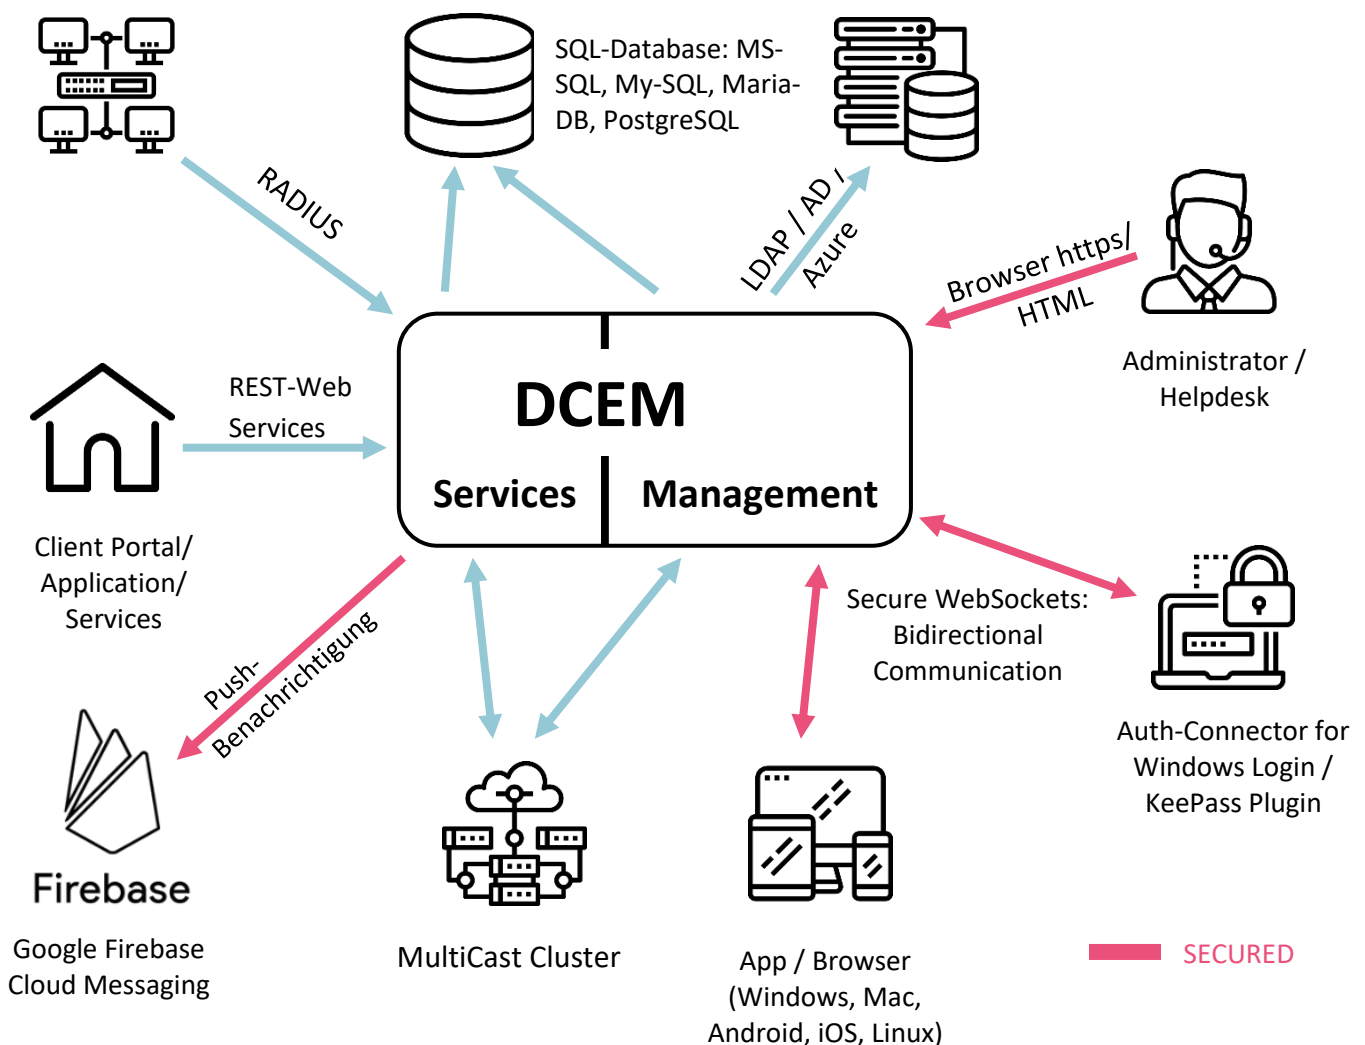 SQL-Database: MS-
SQL, My-SQL, Maria-
DB, PostgreSQL
RADIUS
LDAP / AD /
Azure
Browser https/
HTML
Administrator /
Helpdesk
REST-Web
Services
DCEM
Services
Management
Client Portal/
Application/
Services
Push-
Benachrichtigung
Secure WebSockets:
Bidirectional
Communication
Auth-Connector for
Windows Login /
KeePass Plugin
Firebase
Google Firebase
Cloud Messaging
MultiCast Cluster
App / Browser
(Windows, Mac,
Android, iOS, Linux)
SECURED